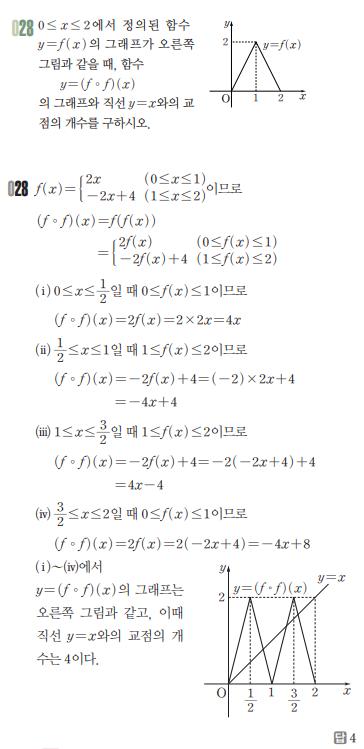 028 0≤x≤2에서 정의된 함수
y=f(x)의 그래프가 오른쪽
그림과 같을 때, 함수
y=(f∘f)(x)
의 그래프와 직선 y=x와의 교
점의 개수를 구하시오.
y
2
y=f(x)
O 1 2 x
028 f(x)={2x (0≤x≤1)
−2x+4 (1≤x≤2)이므로
(f∘f)(x)=f(f(x))
={2f(x) (0≤f(x)≤1)
−2f(x)+4 (1≤f(x)≤2)
(i) 0≤x≤1/2일 때 0≤f(x)≤1이므로
(f∘f)(x)=2f(x)=2×2x=4x
(ii) 1/2≤x≤1일 때 1≤f(x)≤2이므로
(f∘f)(x)=−2f(x)+4=(−2)×2x+4
=−4x+4
(iii) 1≤x≤3/2일 때 1≤f(x)≤2이므로
(f∘f)(x)=−2f(x)+4=−2(−2x+4)+4
=4x−4
(iv) 3/2≤x≤2일 때 0≤f(x)≤1이므로
(f∘f)(x)=2f(x)=2(−2x+4)=−4x+8
(i)~(iv)에서
y=(f∘f)(x)의 그래프는
오른쪽 그림과 같고, 이때
직선 y=x와의 교점의 개
수는 4이다.
y
y=(f∘f)(x) y=x
2
O 1/2 1 3/2 2 x
답 4